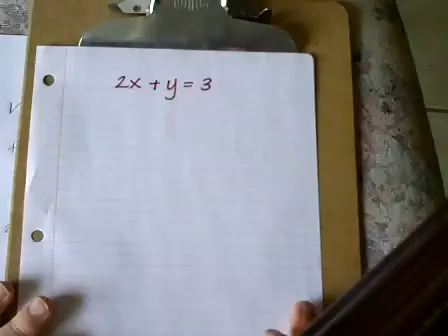 2x + y = 3